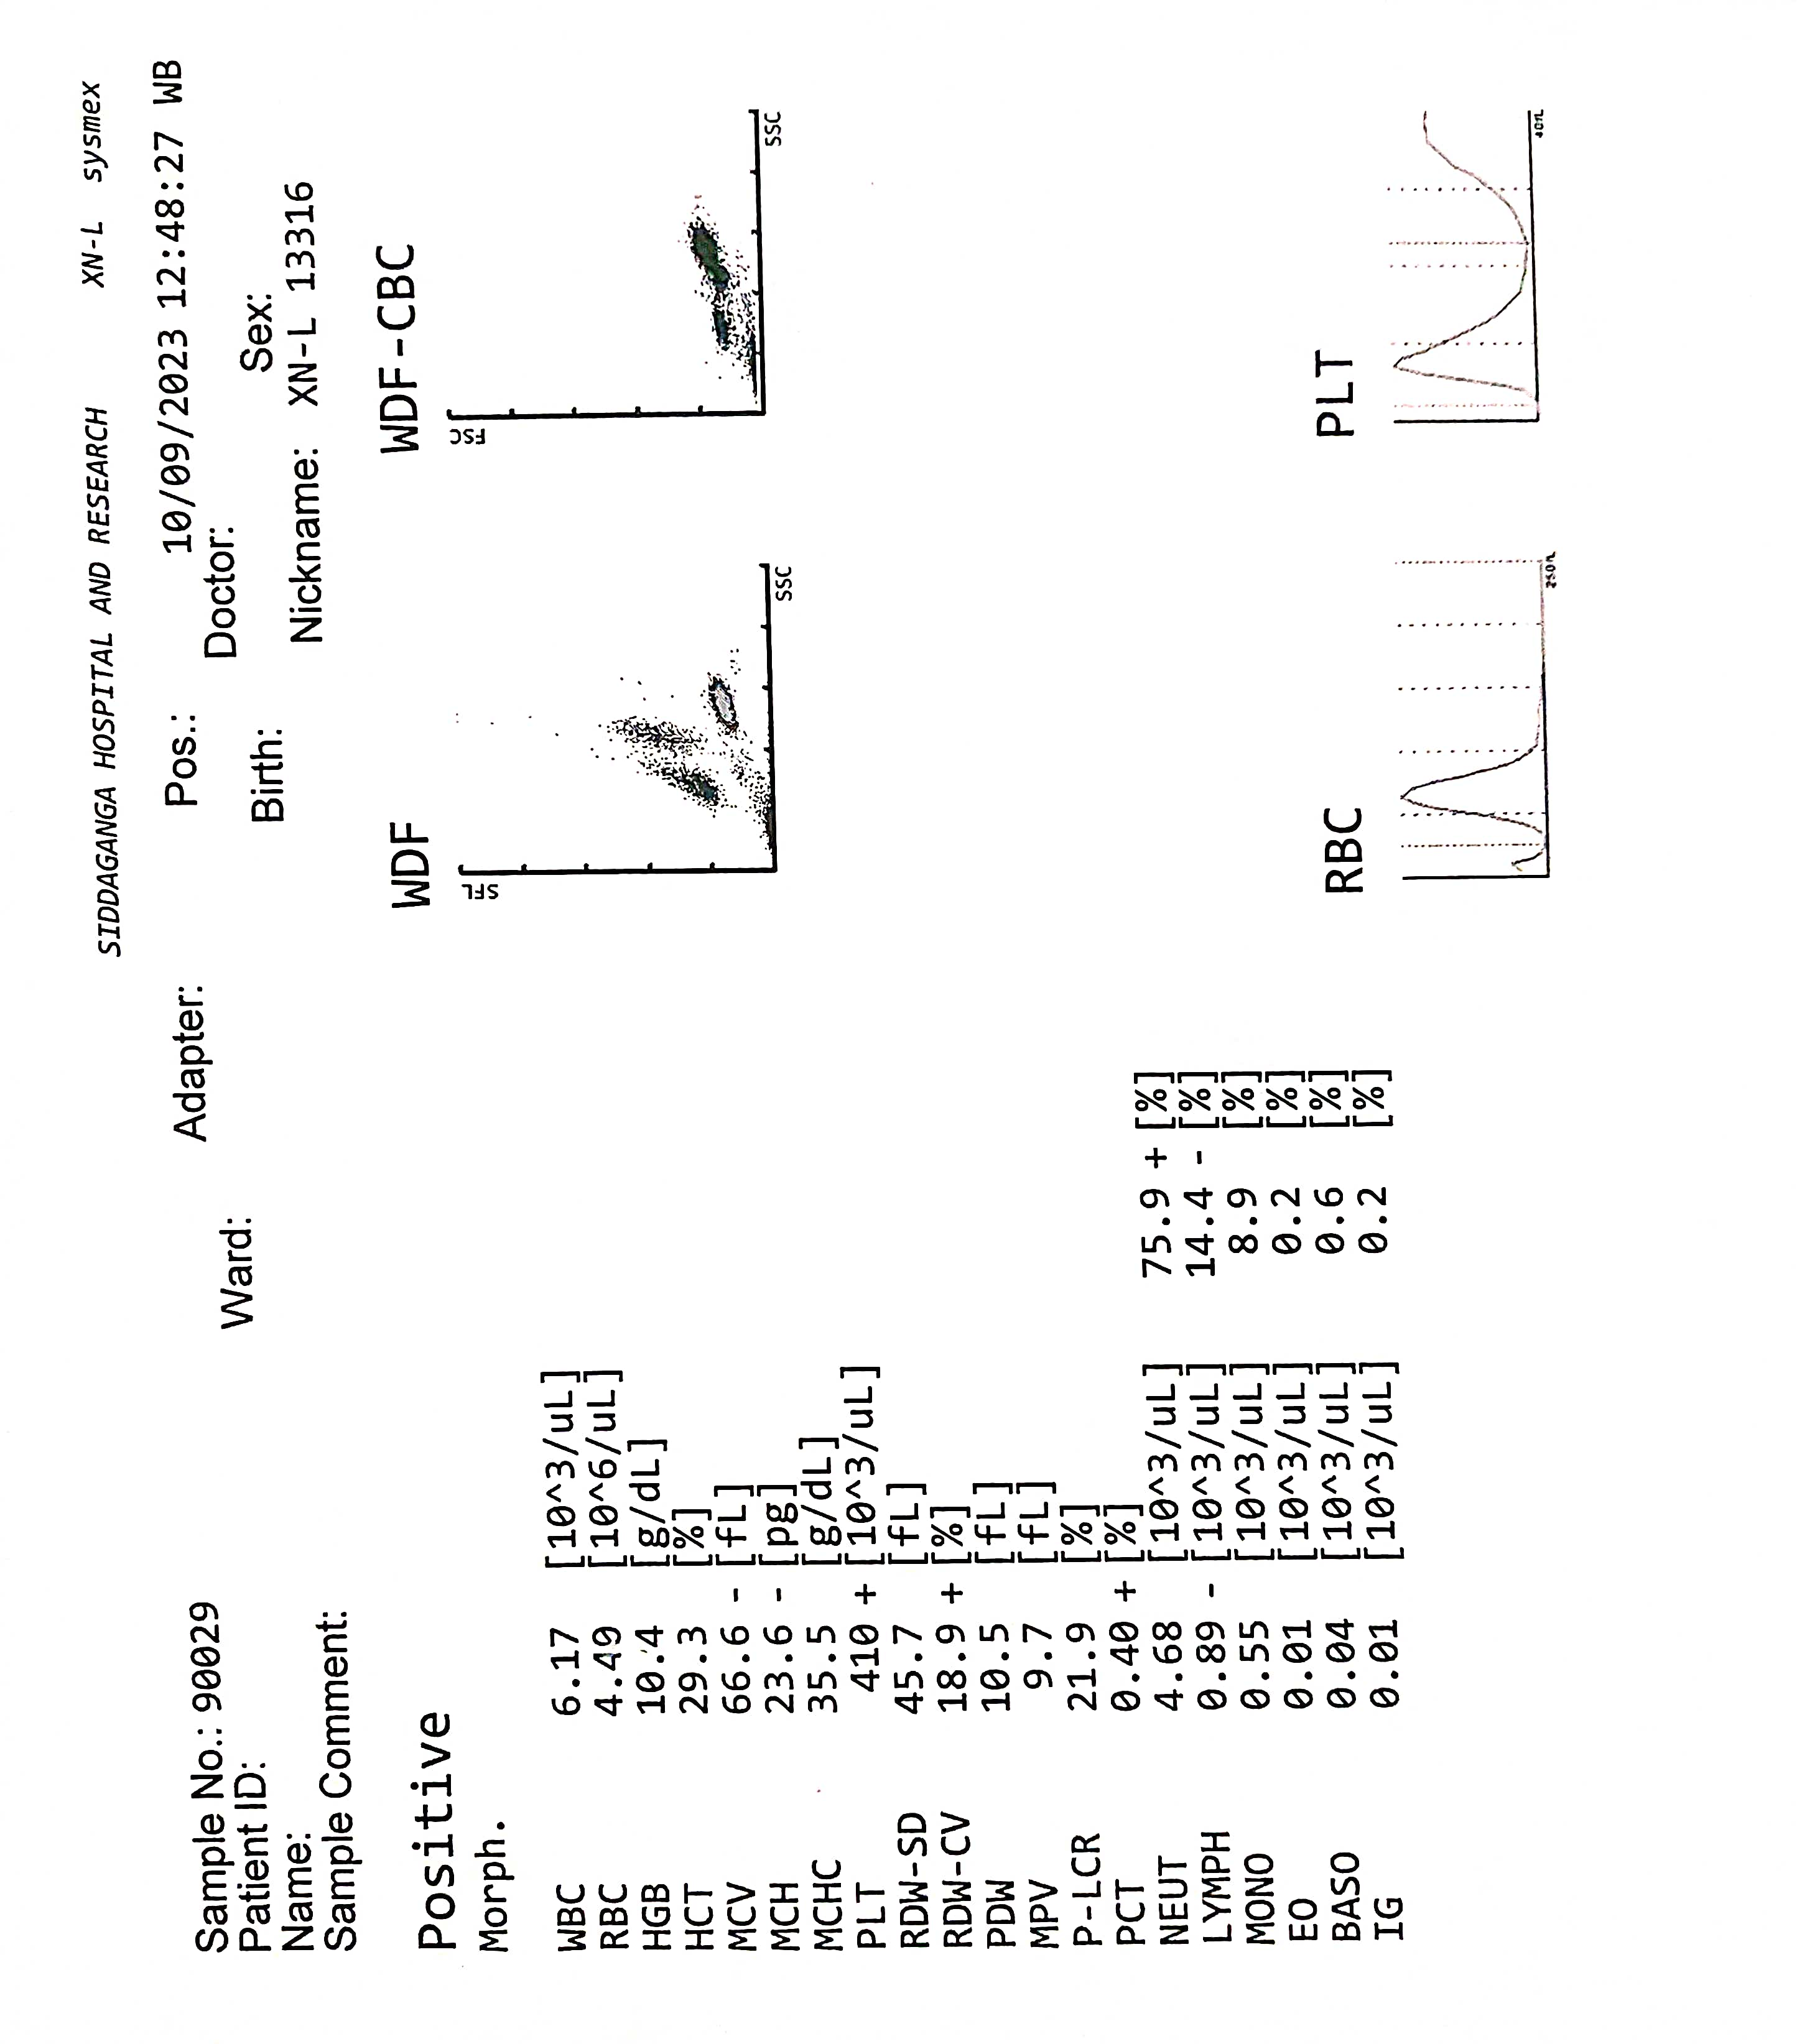 SIDDAGANGA HOSPITAL AND RESEARCH XN-L sysmex
Sample No.: 90029 Adapter: Pos.: 10/09/2023 12:48:27 WB
Patient ID: Ward: Doctor:
Name: Birth: Sex:
Sample Comment: Nickname: XN-L 13316
Positive
Morph.
WDF WDF-CBC
SFL FSC
SSC SSC
WBC 6.17 [10^3/uL]
RBC 4.49 [10^6/uL]
HGB 10.4 [g/dL]
HCT 29.3 [%]
MCV 66.6 - [fL]
MCH 23.6 - [pg]
MCHC 35.5 [g/dL]
PLT 410 + [10^3/uL]
RDW-SD 45.7 [fL]
RDW-CV 18.9 + [%]
PDW 10.5 [fL]
MPV 9.7 [fL]
P-LCR 21.9 [%]
PCT 0.40 + [%]
NEUT 4.68 [10^3/uL] 75.9 + [%]
LYMPH 0.89 - [10^3/uL] 14.4 - [%]
MONO 0.55 [10^3/uL] 8.9 [%]
EO 0.01 [10^3/uL] 0.2 [%]
BASO 0.04 [10^3/uL] 0.6 [%]
IG 0.01 [10^3/uL] 0.2 [%]
RBC PLT
250fL 40fL